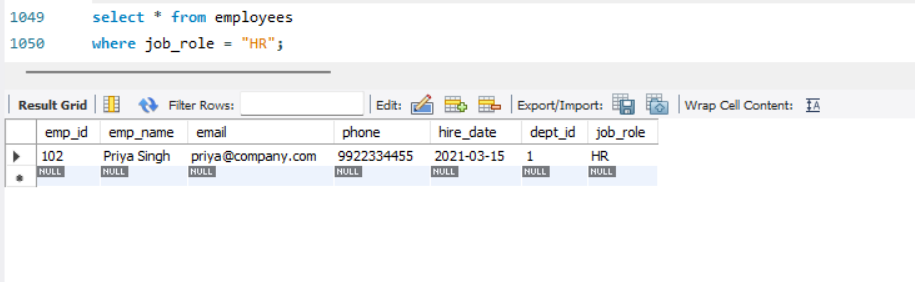 1049 select * from employees
1050 where job_role = "HR";
Result Grid Filter Rows: Edit: Export/Import: Wrap Cell Content: IA
emp_id emp_name email phone hire_date dept_id job_role
102 Priya Singh priya@company.com 9922334455 2021-03-15 1 HR
NULL NULL NULL NULL NULL NULL NULL